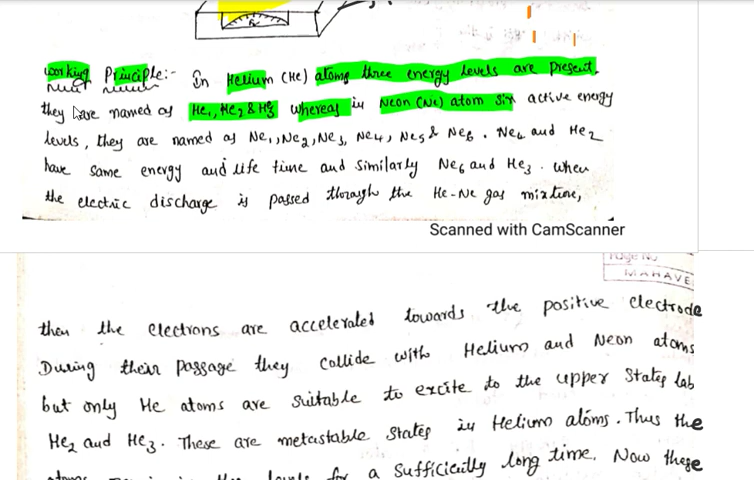 working Principle:- In Helium (He) atoms three energy levels are present.
they are named as He1, He2 & He3 whereas in Neon (Ne) atom six active energy
levels, they are named as Ne1, Ne2, Ne3, Ne4, Ne5 & Ne6. Ne4 and He2
have same energy and life time and similarly Ne6 and He3. When
the electric discharge is passed through the He-Ne gas mixture,
Scanned with CamScanner
Page No
MAHAVE
then the electrons are accelerated towards the positive electrode
During their passage they collide with Helium and Neon atoms
but only He atoms are suitable to excite to the upper states lab
He2 and He3. These are metastable states in Helium atoms. Thus the
levels for a sufficiently long time. Now these